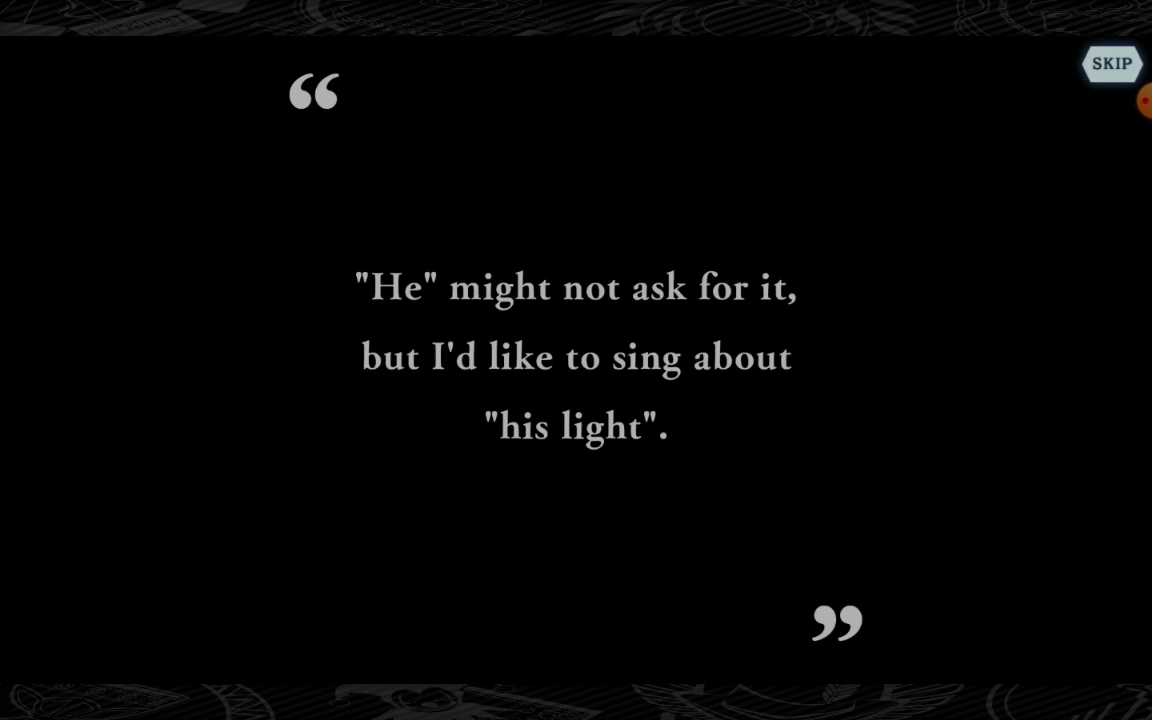 SKIP
“
"He" might not ask for it,
but I'd like to sing about
"his light".
”